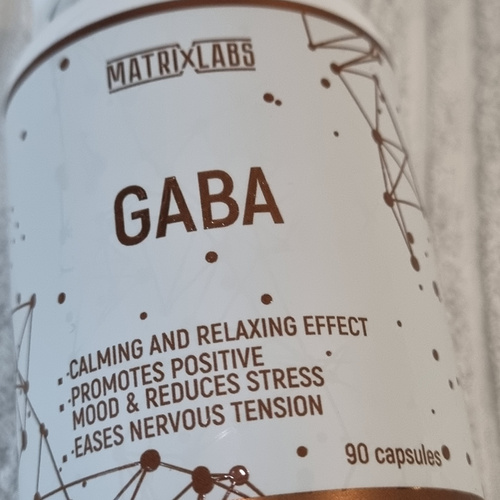 MATRIXLABS
GABA
·CALMING AND RELAXING EFFECT
·PROMOTES POSITIVE
MOOD & REDUCES STRESS
·EASES NERVOUS TENSION
90 capsules